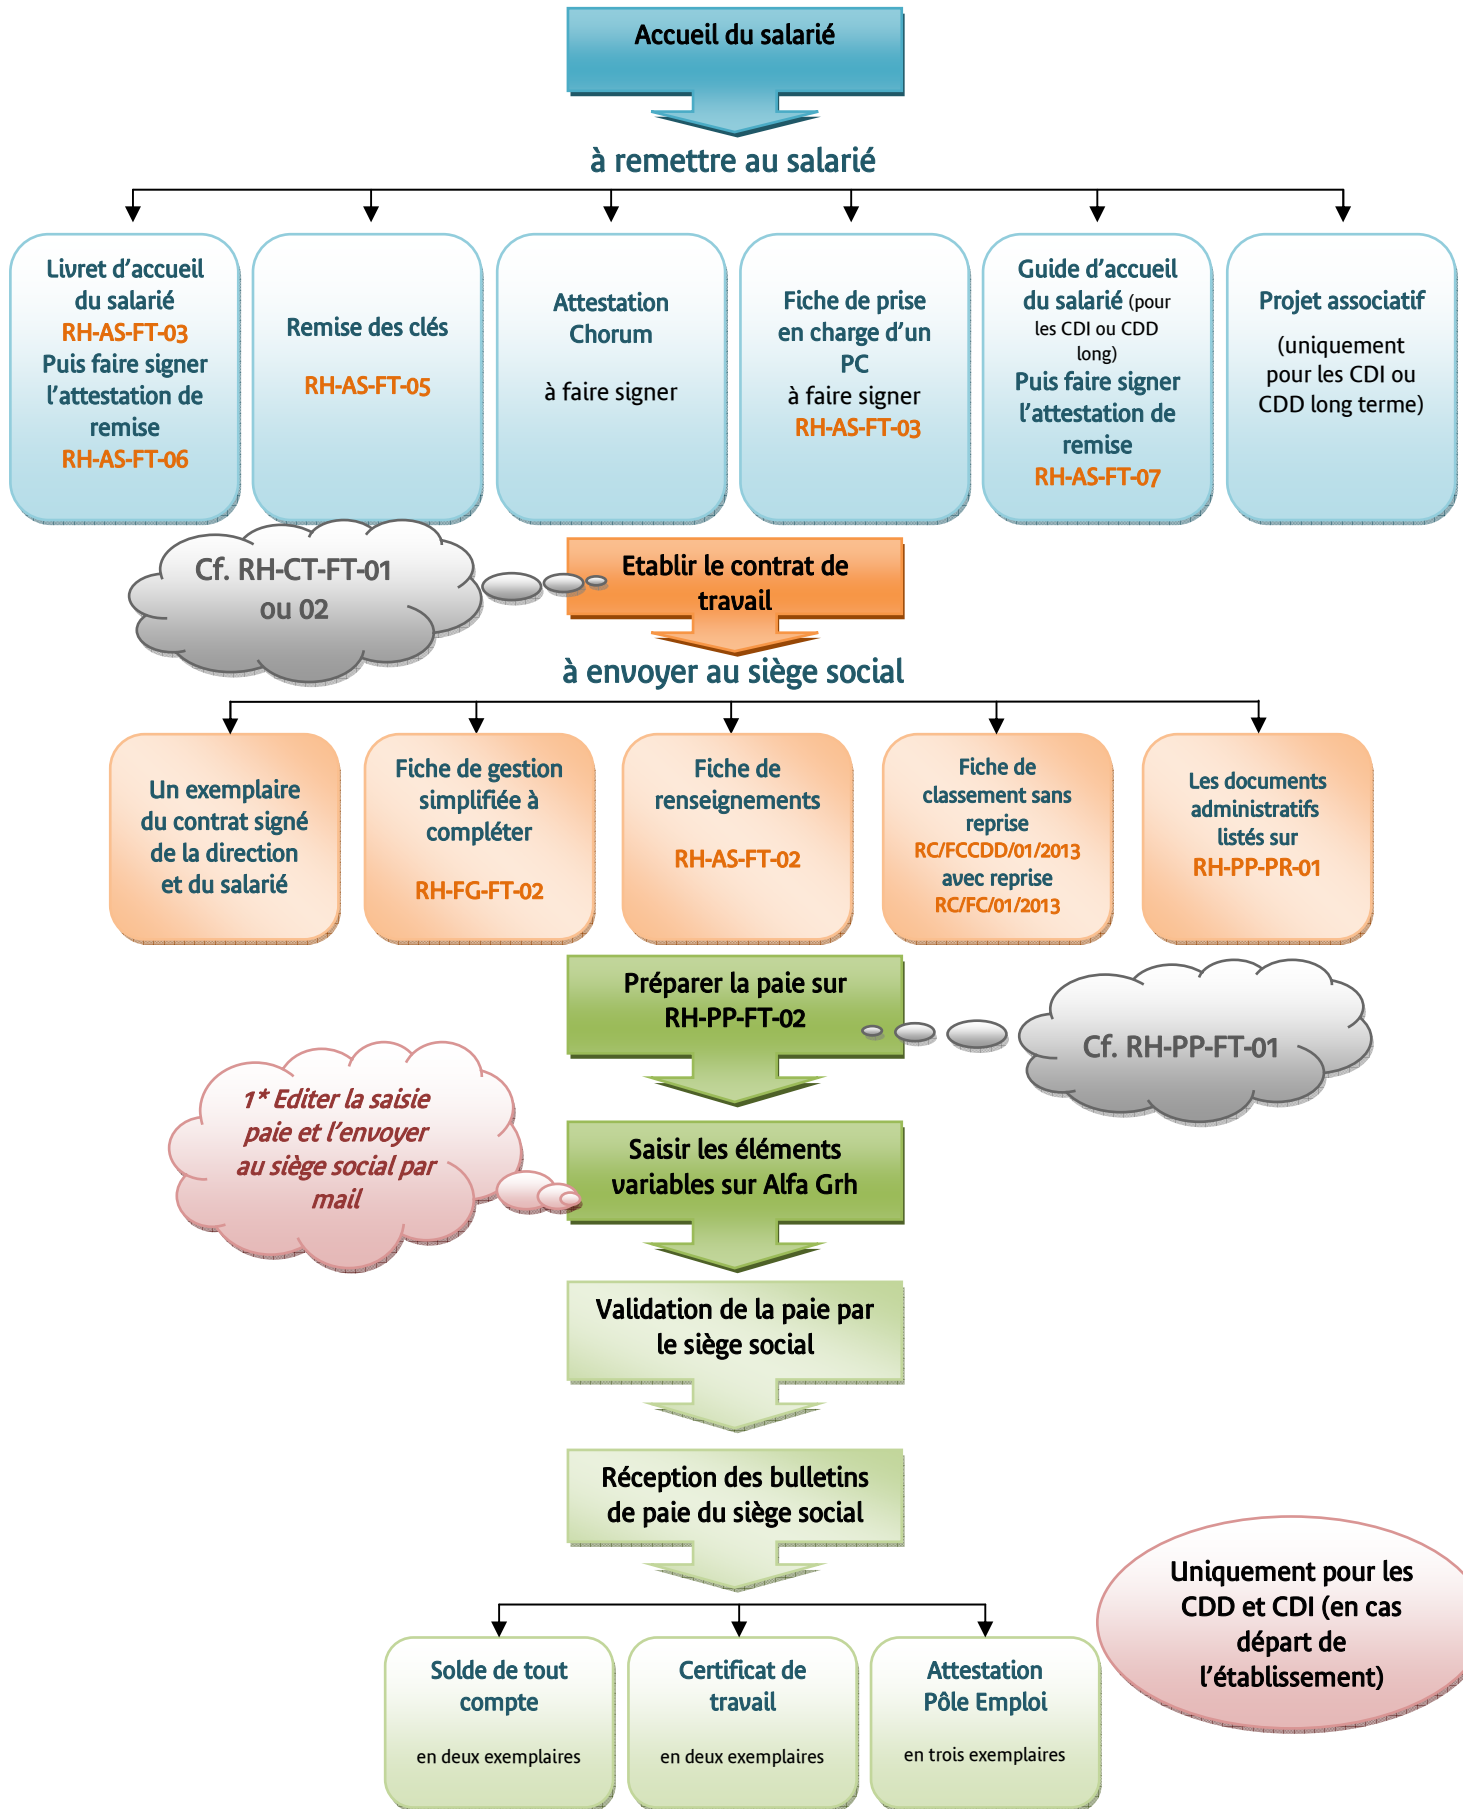 Accueil du salarié
à remettre au salarié
Livret d’accueil
du salarié
RH-AS-FT-03
Puis faire signer
l’attestation de
remise
RH-AS-FT-06
Remise des clés
RH-AS-FT-05
Attestation
Chorum
à faire signer
Fiche de prise
en charge d’un
PC
à faire signer
RH-AS-FT-03
Guide d’accueil
du salarié (pour
les CDI ou CDD
long)
Puis faire signer
l’attestation de
remise
RH-AS-FT-07
Projet associatif
(uniquement
pour les CDI ou
CDD long terme)
Cf. RH-CT-FT-01
ou 02
Etablir le contrat de
travail
à envoyer au siège social
Un exemplaire
du contrat signé
de la direction
et du salarié
Fiche de gestion
simplifiée à
compléter
RH-FG-FT-02
Fiche de
renseignements
RH-AS-FT-02
Fiche de
classement sans
reprise
RC/FCCDD/01/2013
avec reprise
RC/FC/01/2013
Les documents
administratifs
listés sur
RH-PP-PR-01
Préparer la paie sur
RH-PP-FT-02
Cf. RH-PP-FT-01
1* Editer la saisie
paie et l’envoyer
au siège social par
mail
Saisir les éléments
variables sur Alfa Grh
Validation de la paie par
le siège social
Réception des bulletins
de paie du siège social
Uniquement pour les
CDD et CDI (en cas
départ de
l’établissement)
Solde de tout
compte
en deux exemplaires
Certificat de
travail
en deux exemplaires
Attestation
Pôle Emploi
en trois exemplaires